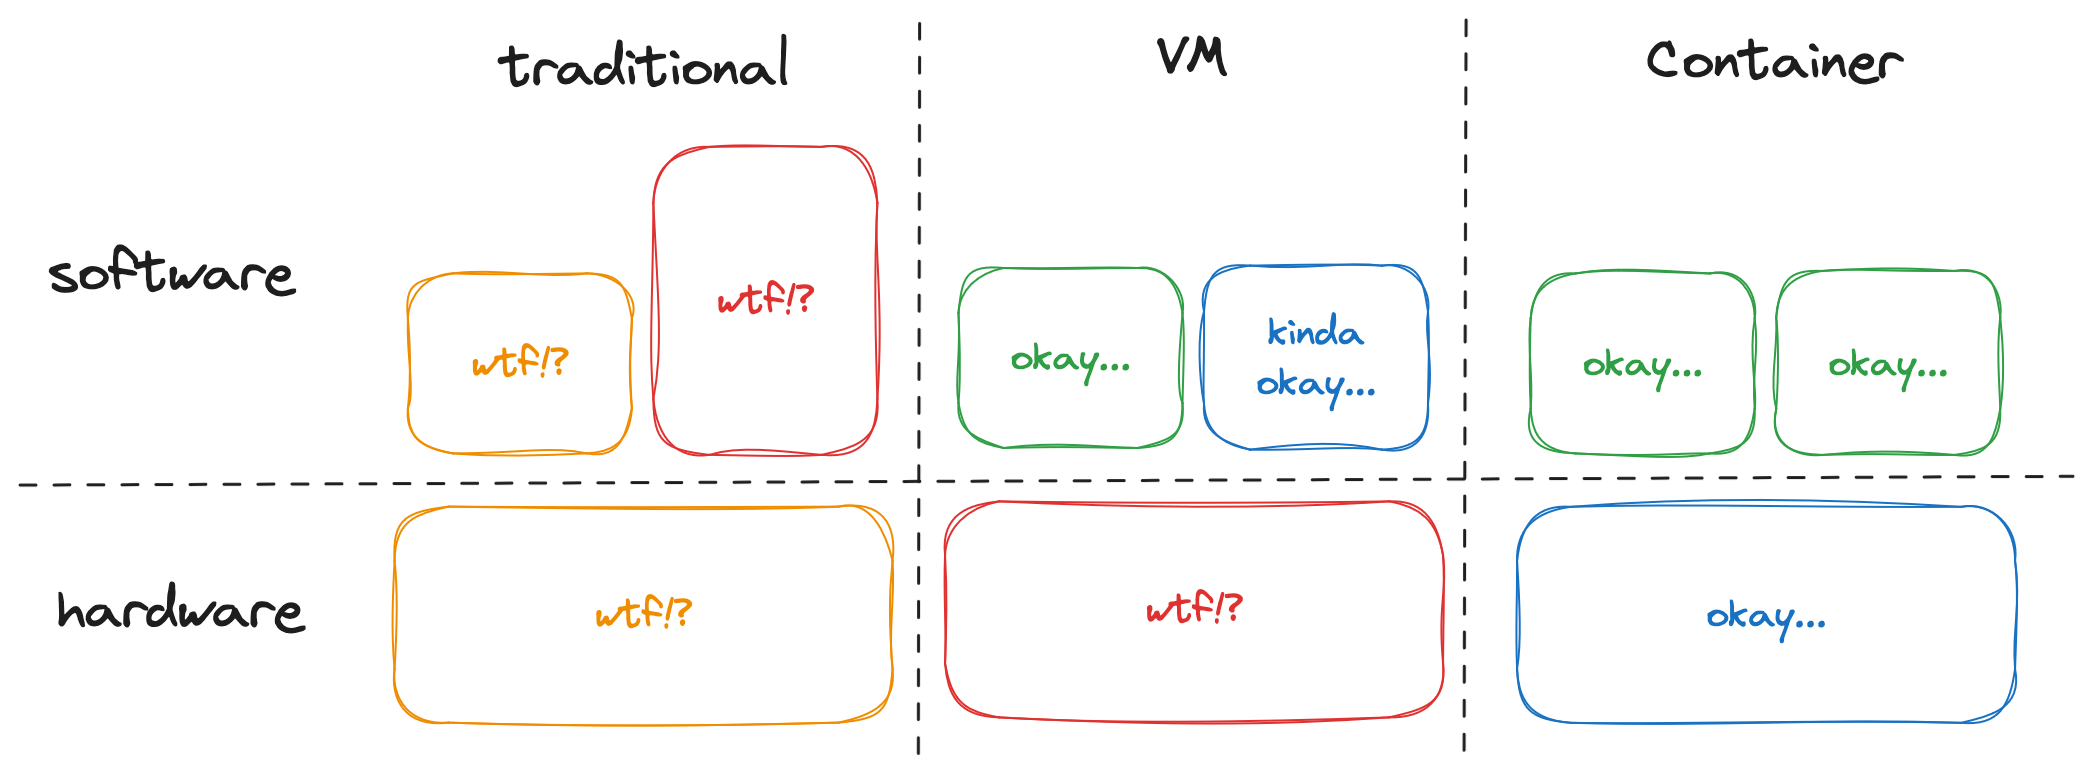 traditional
VM
Container
software
wtf!?
wtf!?
okay...
kinda
okay...
okay...
okay...
hardware
wtf!?
wtf!?
okay...